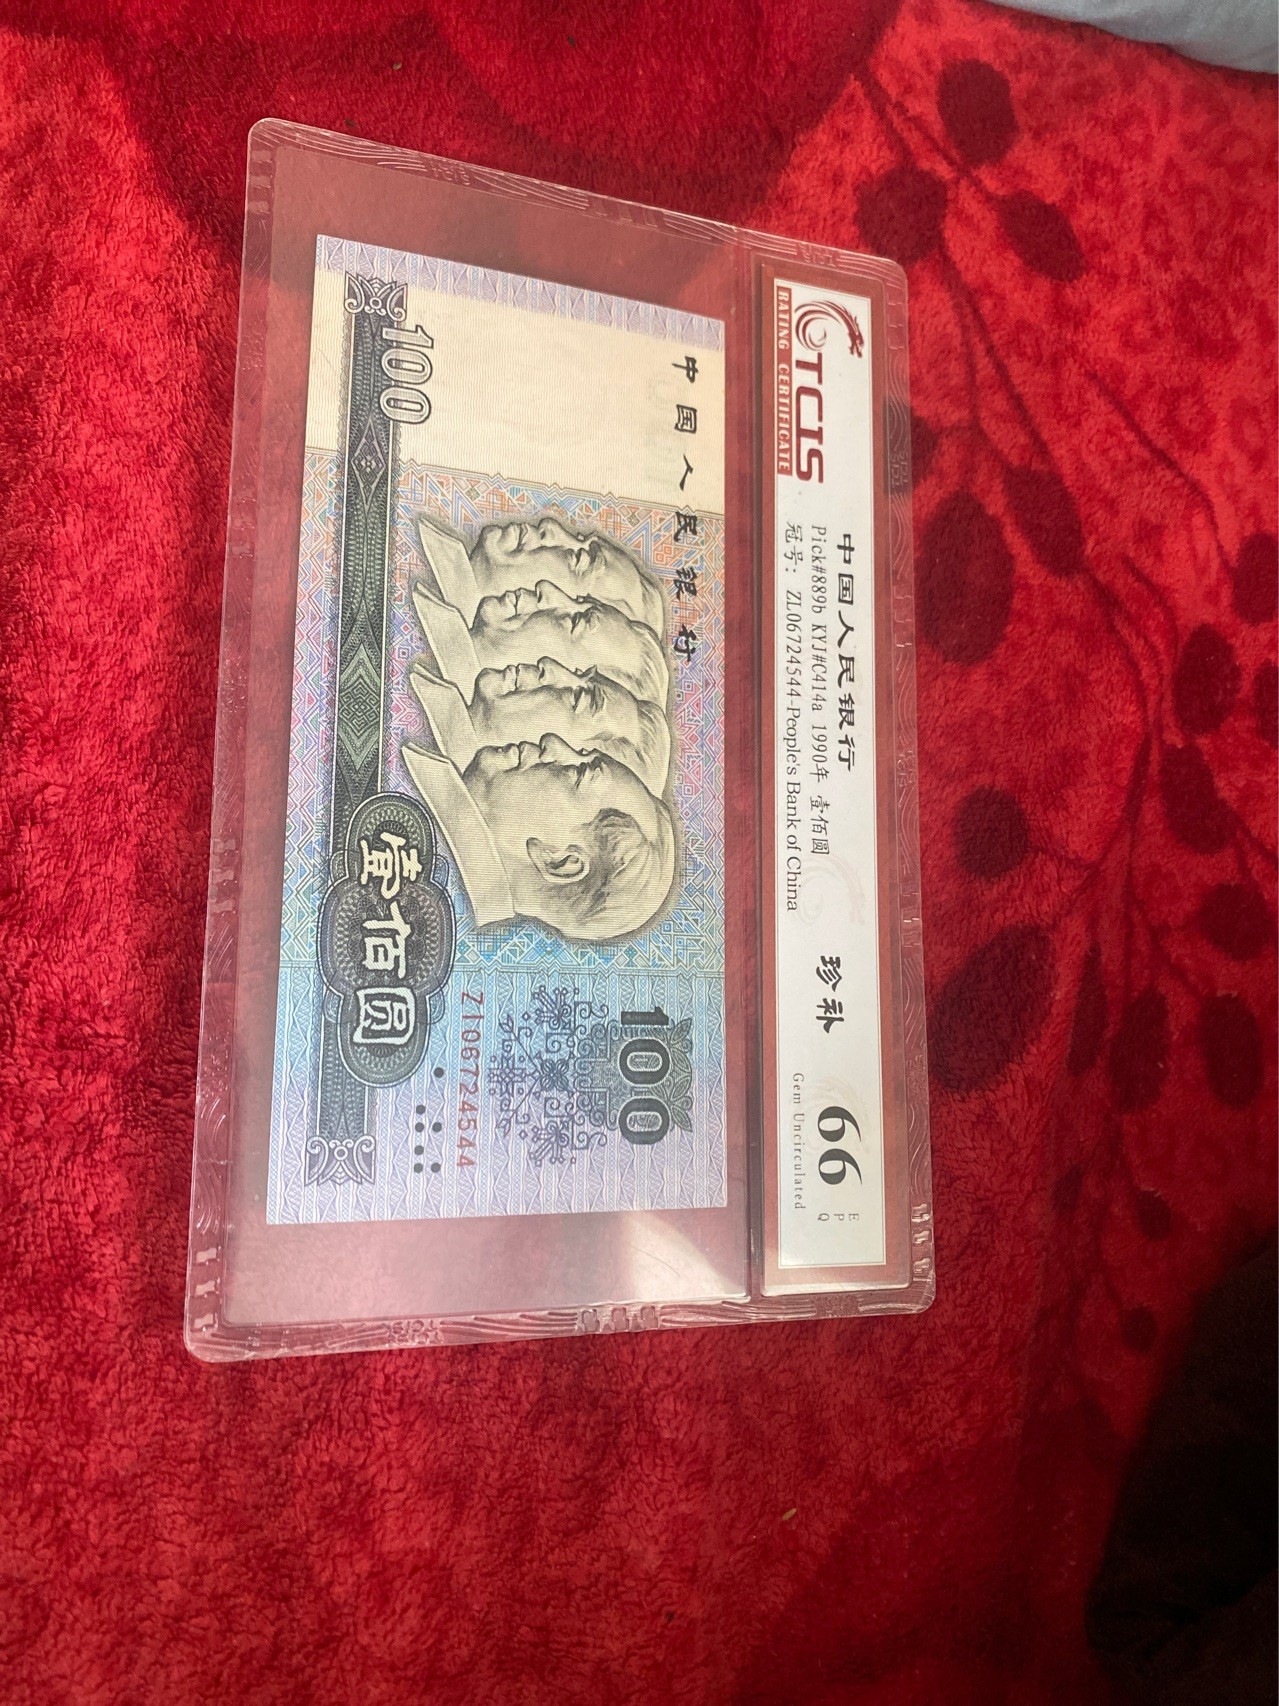 TCIS
RATING CERTIFICATE
中国人民银行
Pick#889b KYJ#C414a 1990年 壹佰圆
冠号: ZL06724544-People's Bank of China
珍补
66
EPQ
Gem Uncirculated
中国人民银行
100
100
壹佰圆
ZI06724544